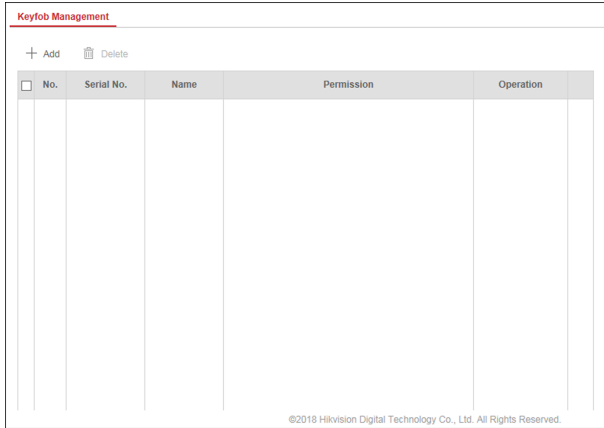 Keyfob Management
Add Delete
No. Serial No. Name Permission Operation
©2018 Hikvision Digital Technology Co., Ltd. All Rights Reserved.